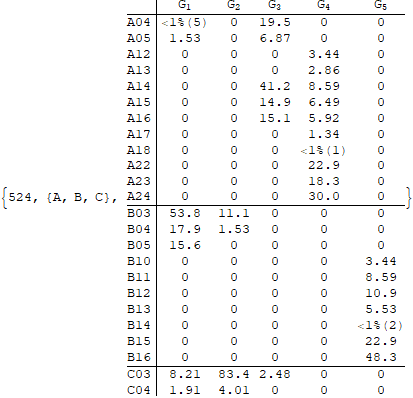 G1 G2 G3 G4 G5
A04 <1%(5) 0 19.5 0 0
A05 1.53 0 6.87 0 0
A12 0 0 0 3.44 0
A13 0 0 0 2.86 0
A14 0 0 41.2 8.59 0
A15 0 0 14.9 6.49 0
A16 0 0 15.1 5.92 0
A17 0 0 0 1.34 0
A18 0 0 0 <1%(1) 0
A22 0 0 0 22.9 0
A23 0 0 0 18.3 0
{524, {A, B, C}, A24 0 0 0 30.0 0 }
B03 53.8 11.1 0 0 0
B04 17.9 1.53 0 0 0
B05 15.6 0 0 0 0
B10 0 0 0 0 3.44
B11 0 0 0 0 8.59
B12 0 0 0 0 10.9
B13 0 0 0 0 5.53
B14 0 0 0 0 <1%(2)
B15 0 0 0 0 22.9
B16 0 0 0 0 48.3
C03 8.21 83.4 2.48 0 0
C04 1.91 4.01 0 0 0